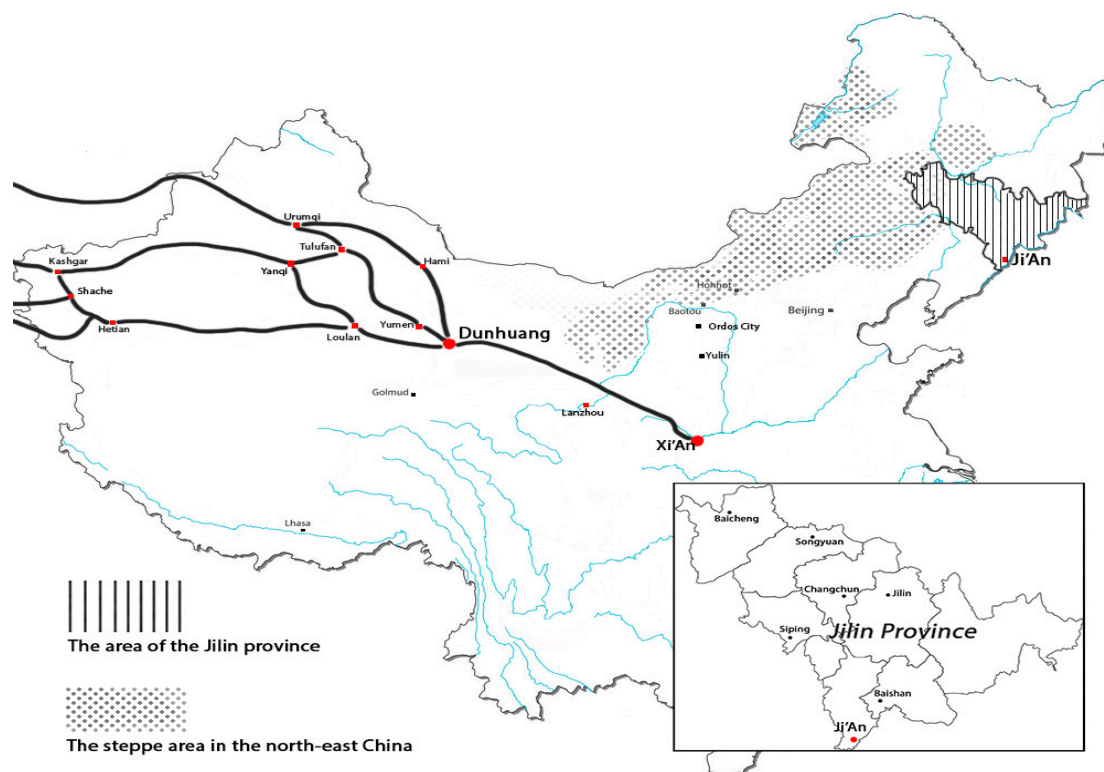 Urumqi
Tulufan
Hami
Kashgar
Yanqi
Shache
Hetian
Loulan
Yumen
Dunhuang
Golmud
Lanzhou
Xi'An
Lhasa
Hohhot
Baotou
Beijing
Ordos City
Yulin
Ji'An
Baicheng
Songyuan
Changchun
Jilin
Siping
Jilin Province
Baishan
Ji'An
The area of the Jilin province
The steppe area in the north-east China